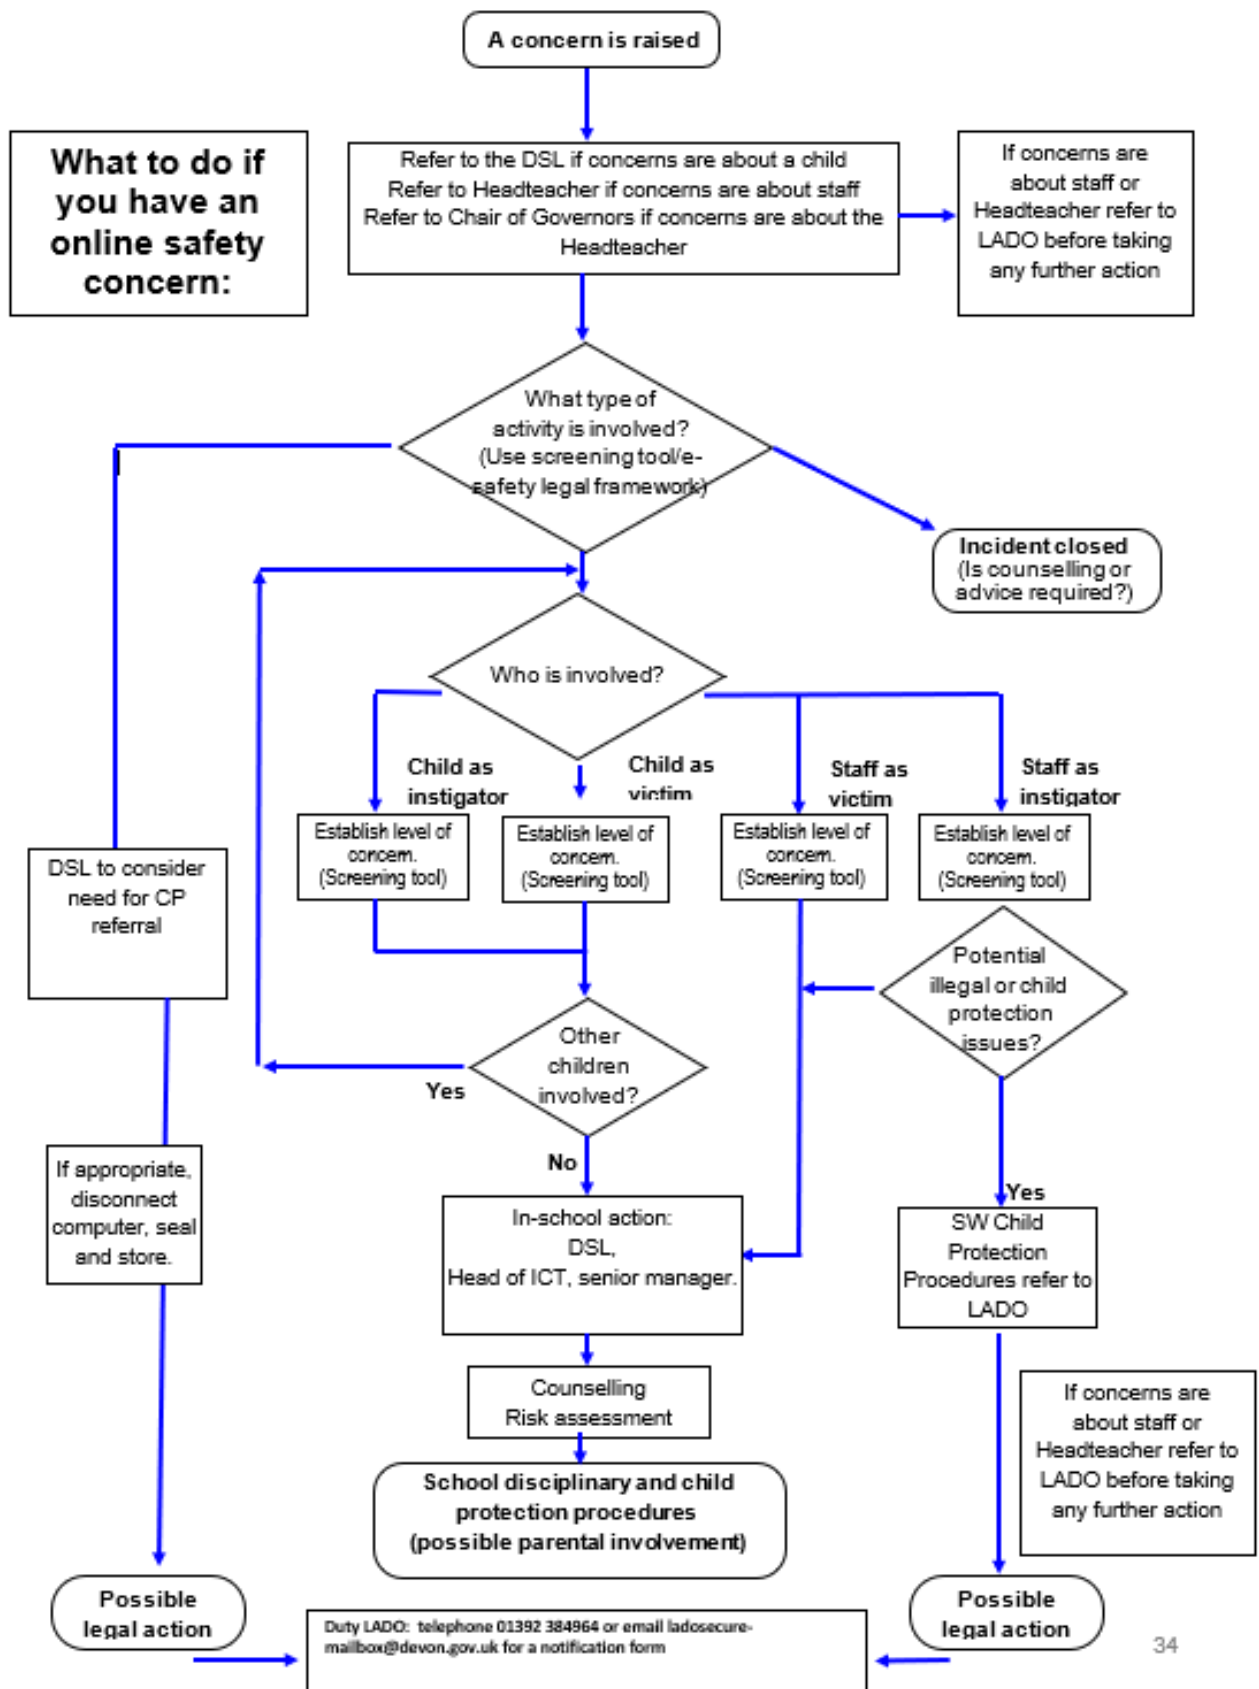 A concern is raised
What to do if
you have an
online safety
concern:
Refer to the DSL if concerns are about a child
Refer to Headteacher if concerns are about staff
Refer to Chair of Governors if concerns are about the
Headteacher
If concerns are
about staff or
Headteacher refer to
LADO before taking
any further action
What type of
activity is involved?
(Use screening tool/e-
safety legal framework)
Incident closed
(Is counselling or
advice required?)
Who is involved?
Child as
instigator
Child as
victim
Staff as
victim
Staff as
instigator
Establish level of
concern.
(Screening tool)
Establish level of
concern.
(Screening tool)
Establish level of
concern.
(Screening tool)
Establish level of
concern.
(Screening tool)
DSL to consider
need for CP
referral
Potential
illegal or child
protection
issues?
Other
children
involved?
Yes
No
If appropriate,
disconnect
computer, seal
and store.
In-school action:
DSL,
Head of ICT, senior manager.
Yes
SW Child
Protection
Procedures refer to
LADO
Counselling
Risk assessment
If concerns are
about staff or
Headteacher refer to
LADO before taking
any further action
School disciplinary and child
protection procedures
(possible parental involvement)
Possible
legal action
Possible
legal action
Duty LADO: telephone 01392 384964 or email ladosecure-
mailbox@devon.gov.uk for a notification form
34